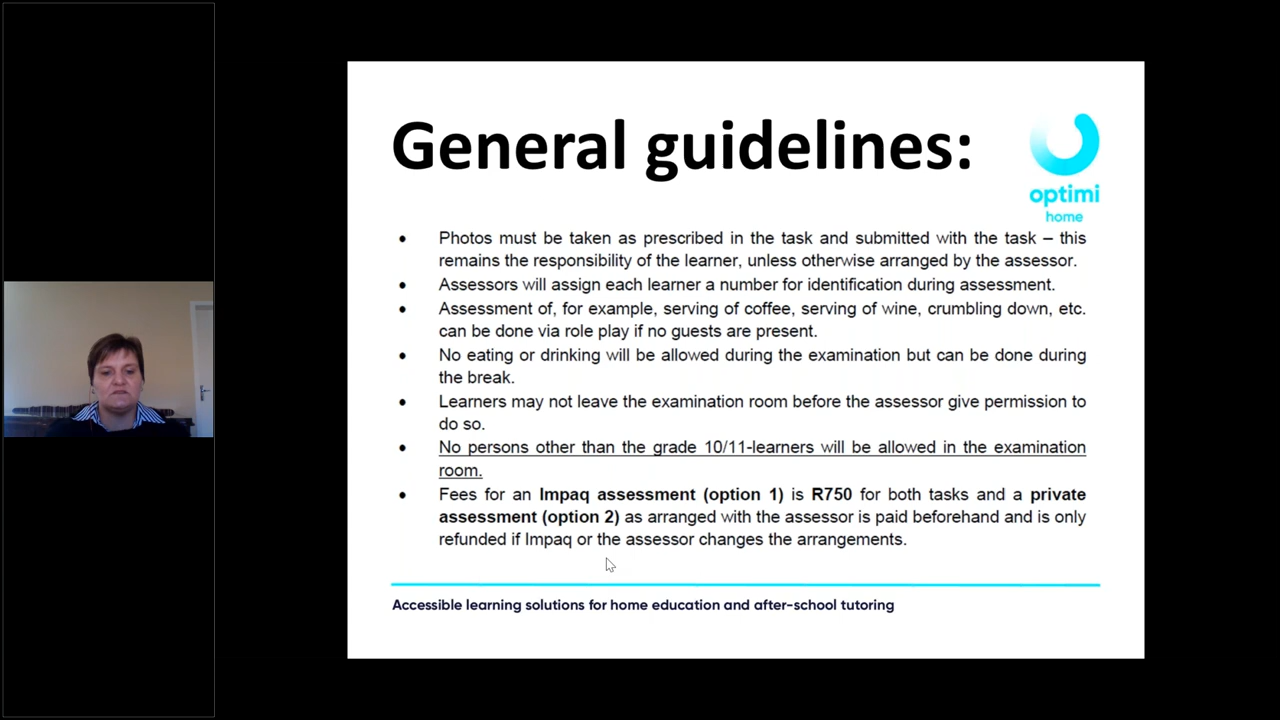 General guidelines:
optimi
home
• Photos must be taken as prescribed in the task and submitted with the task – this
remains the responsibility of the learner, unless otherwise arranged by the assessor.
• Assessors will assign each learner a number for identification during assessment.
• Assessment of, for example, serving of coffee, serving of wine, crumbling down, etc.
can be done via role play if no guests are present.
• No eating or drinking will be allowed during the examination but can be done during
the break.
• Learners may not leave the examination room before the assessor give permission to
do so.
• No persons other than the grade 10/11-learners will be allowed in the examination
room.
• Fees for an Impaq assessment (option 1) is R750 for both tasks and a private
assessment (option 2) as arranged with the assessor is paid beforehand and is only
refunded if Impaq or the assessor changes the arrangements.
Accessible learning solutions for home education and after-school tutoring